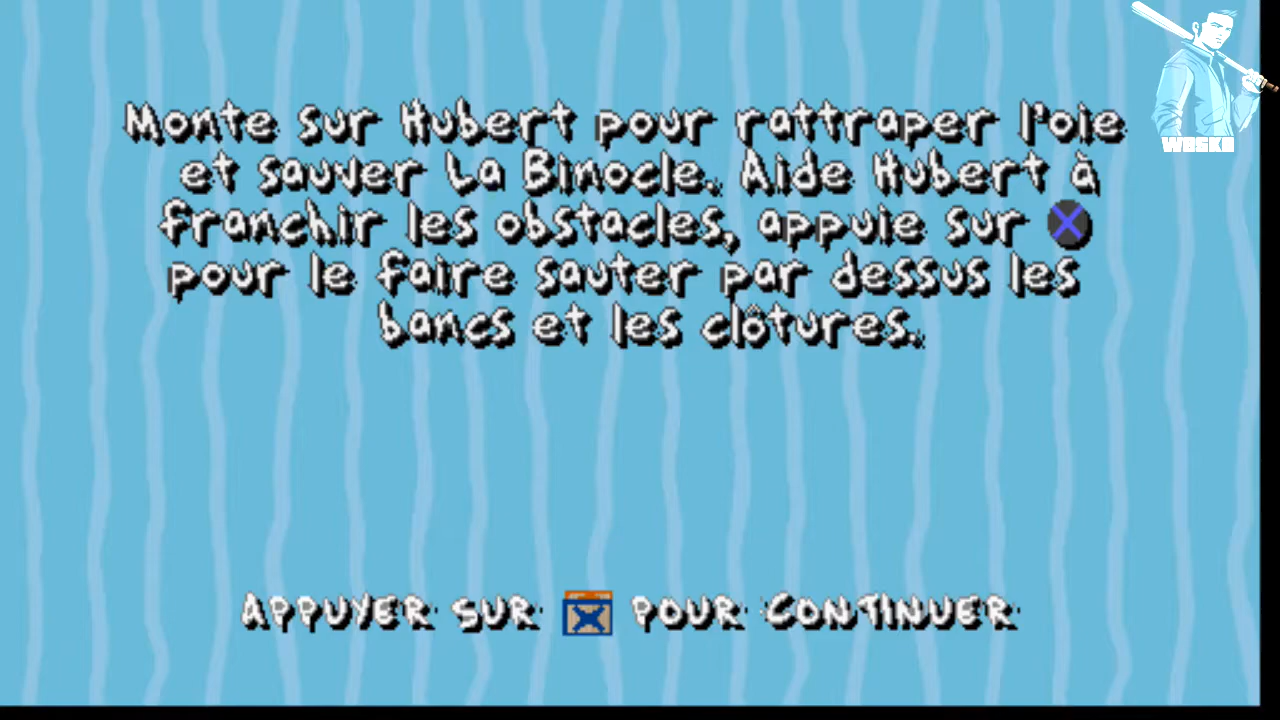 Monte sur Hubert pour rattraper l'oie
et sauver La Binocle. Aide Hubert à
franchir les obstacles, appuie sur
pour le faire sauter par dessus les
bancs et les clôtures.
APPUYER SUR POUR CONTINUER
WBSKO